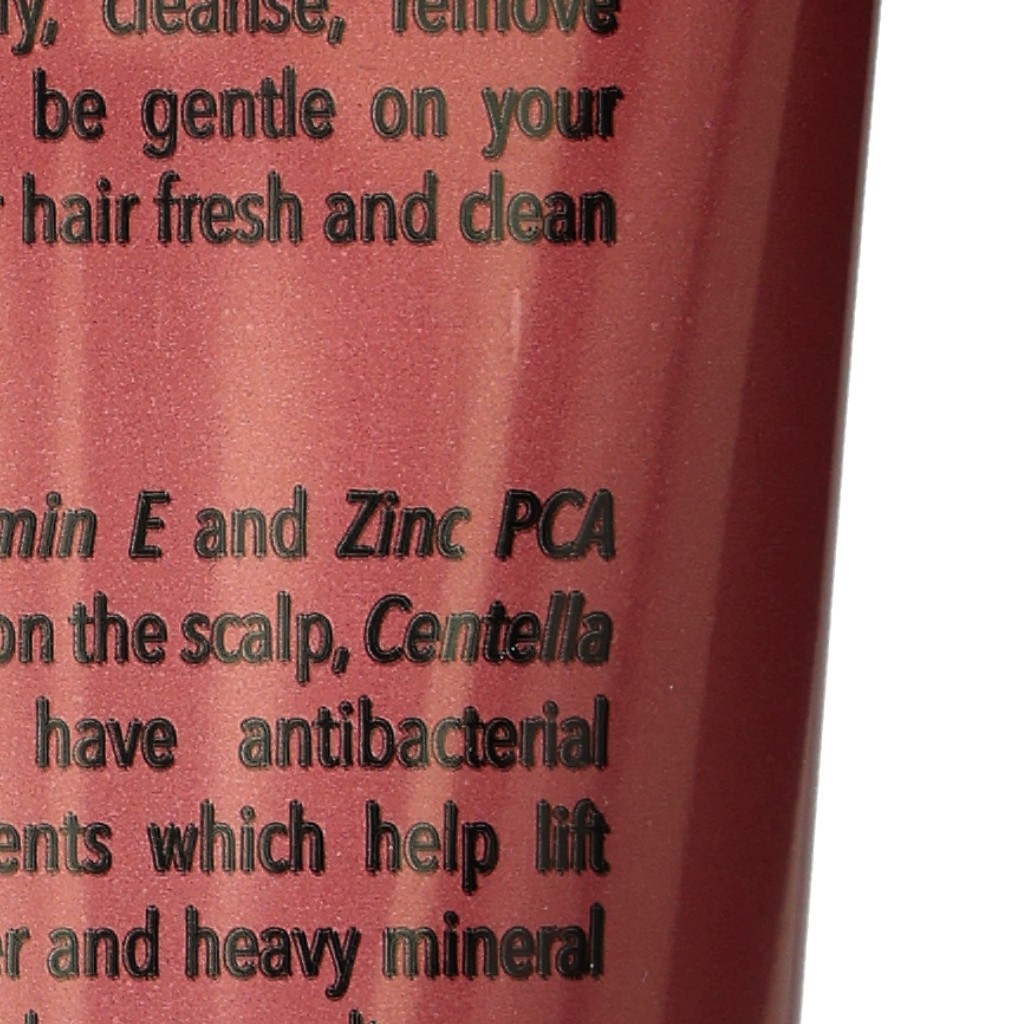 cleanse, remove
be gentle on your
hair fresh and clean
min E and Zinc PCA
on the scalp, Centella
have antibacterial
ents which help lift
er and heavy mineral